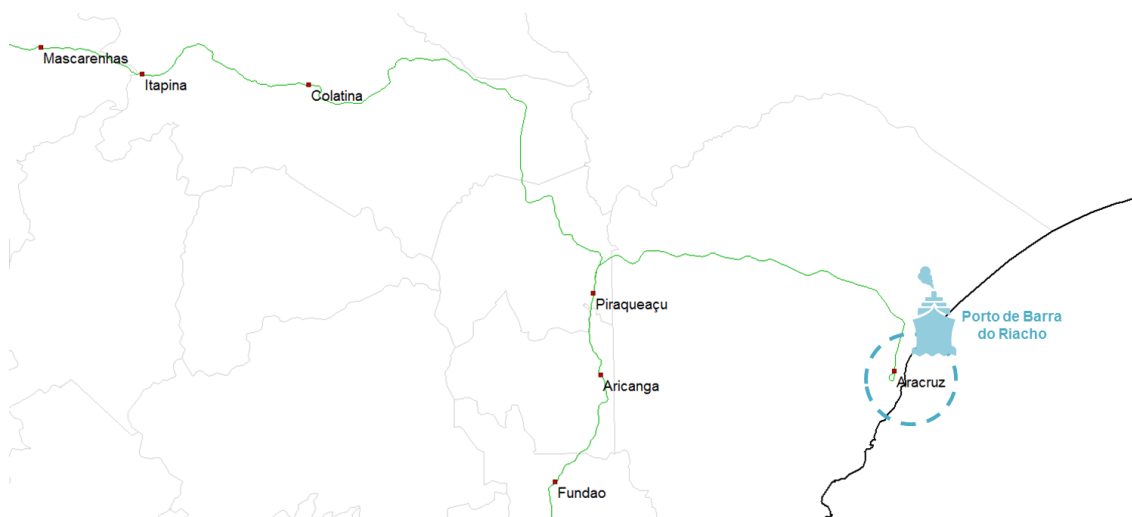 Mascarenhas
Itapina
Colatina
Piraqueaçu
Porto de Barra
do Riacho
Aricanga
Aracruz
Fundao